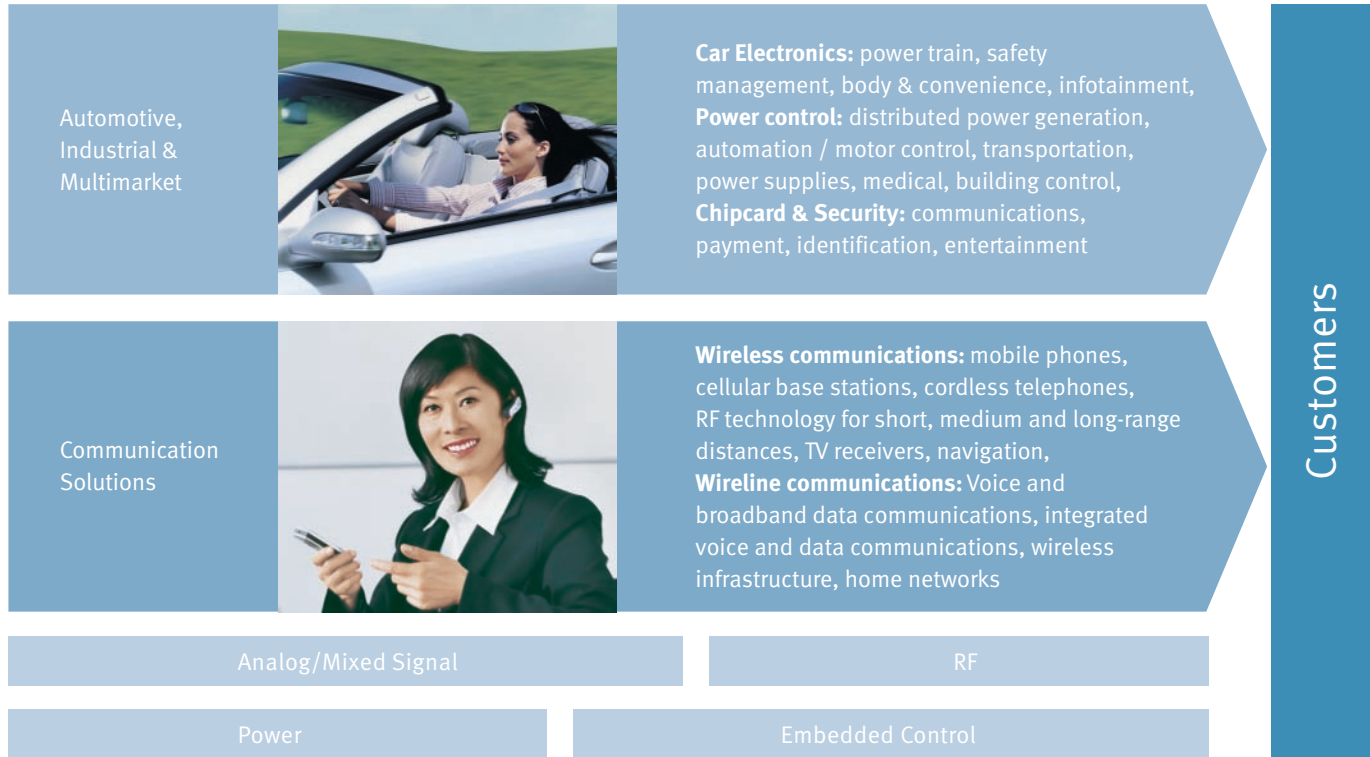 Automotive,
Industrial &
Multimarket
Car Electronics: power train, safety
management, body & convenience, infotainment,
Power control: distributed power generation,
automation / motor control, transportation,
power supplies, medical, building control,
Chipcard & Security: communications,
payment, identification, entertainment
Communication
Solutions
Wireless communications: mobile phones,
cellular base stations, cordless telephones,
RF technology for short, medium and long-range
distances, TV receivers, navigation,
Wireline communications: Voice and
broadband data communications, integrated
voice and data communications, wireless
infrastructure, home networks
Customers
Analog/Mixed Signal
RF
Power
Embedded Control